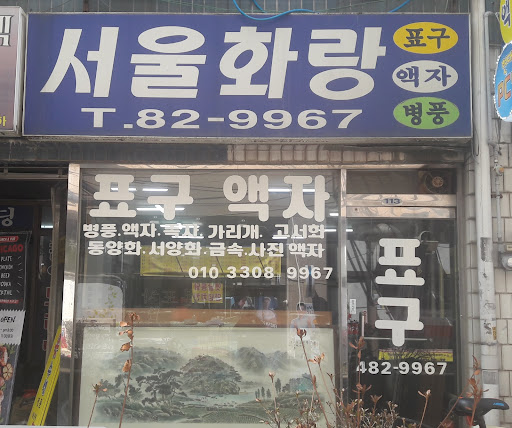 서울화랑
표구
액자
병풍
T.82-9967
표구 액자
병풍.액자.족자.가리개. 고서화
동양화.서양화.금속.사진 액자
010 3308 9967
113
표구
482-9967
OPEN